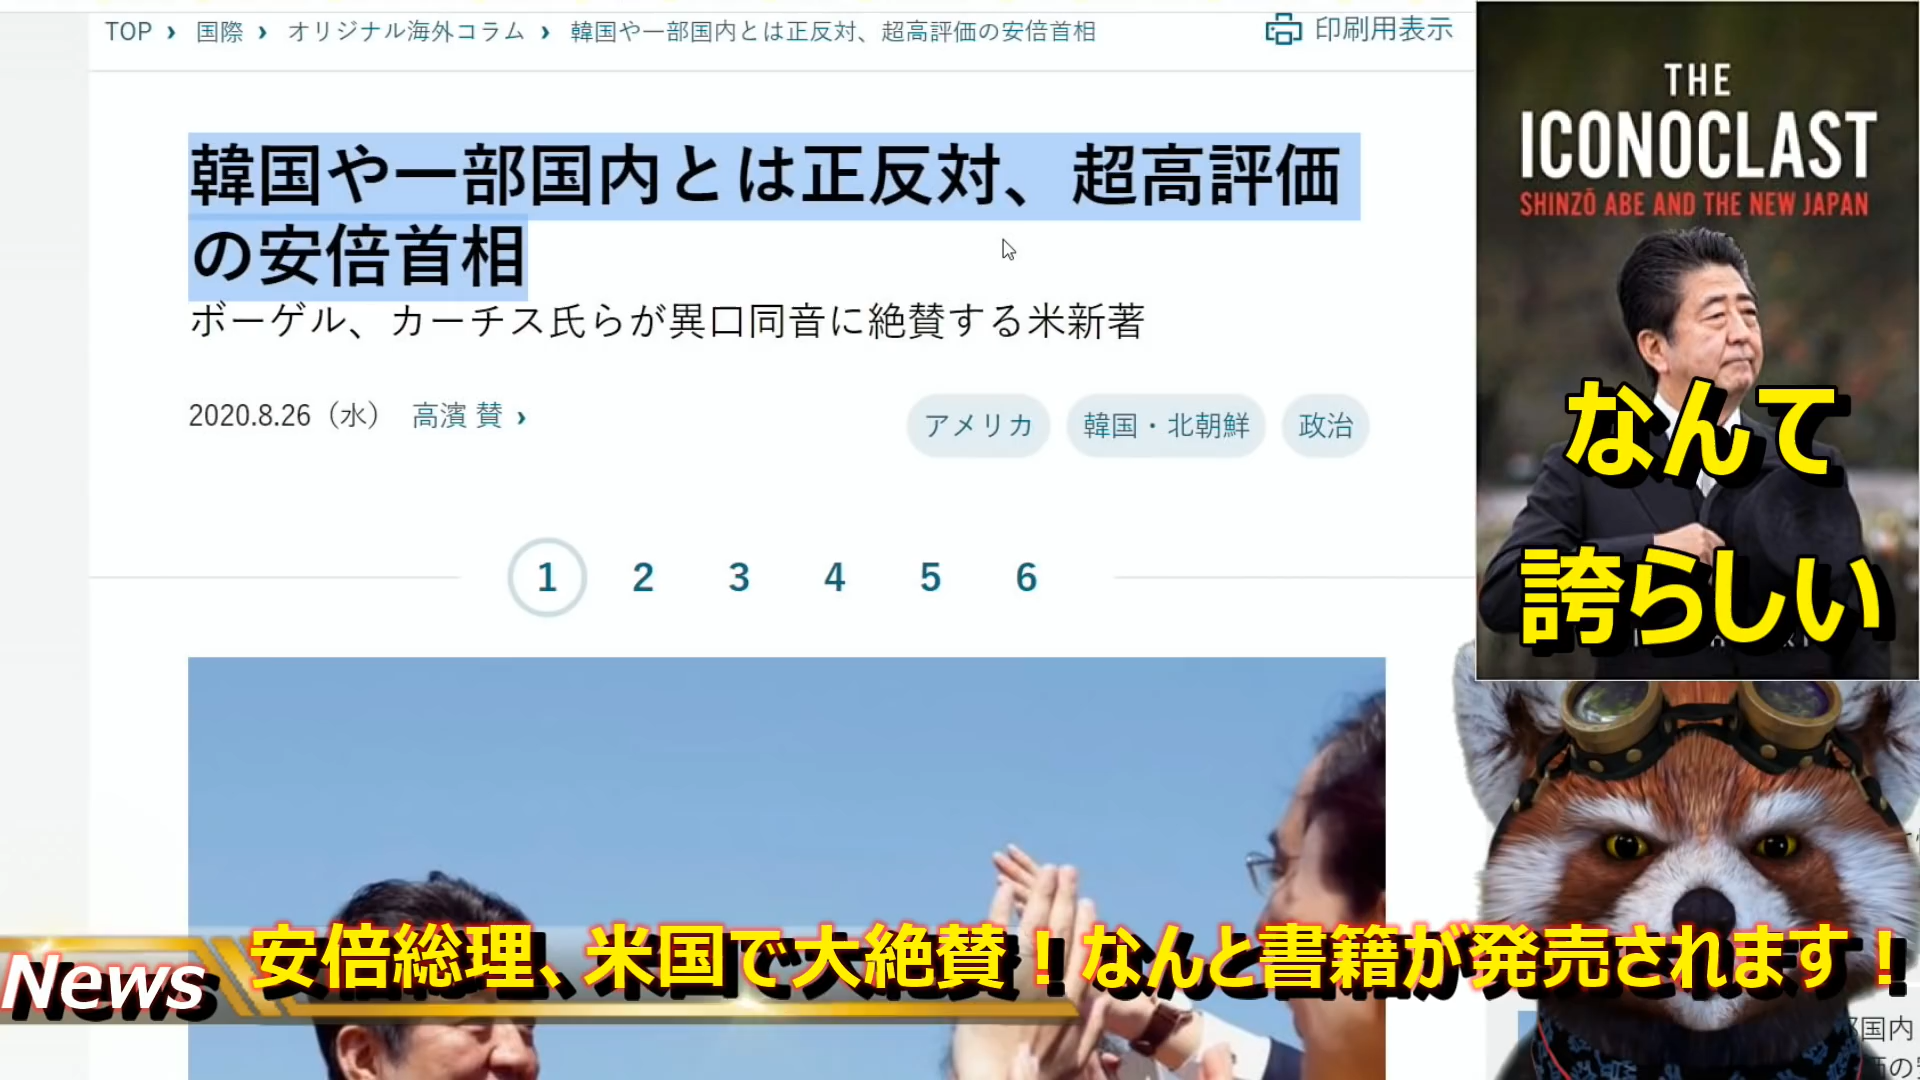 TOP › 国際 › オリジナル海外コラム › 韓国や一部国内とは正反対、超高評価の安倍首相
印刷用表示
韓国や一部国内とは正反対、超高評価
の安倍首相
ボーゲル、カーチス氏らが異口同音に絶賛する米新著
2020.8.26（水）
高濱 賛 ›
アメリカ
韓国・北朝鮮
政治
1 2 3 4 5 6
THE
ICONOCLAST
SHINZŌ ABE AND THE NEW JAPAN
なんて
誇らしい
News
安倍総理、米国で大絶賛！なんと書籍が発売されます！
国内
の